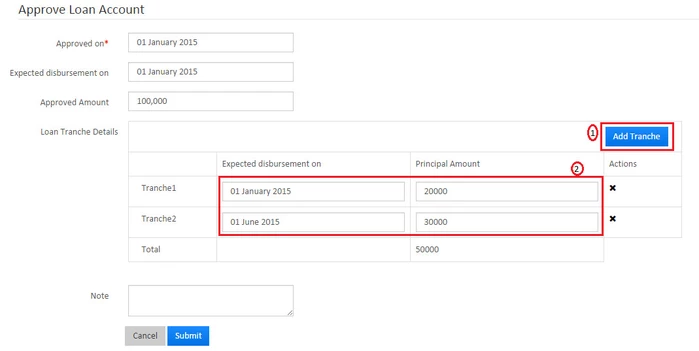 Approve Loan Account
Approved on* 01 January 2015
Expected disbursement on 01 January 2015
Approved Amount 100,000
Loan Tranche Details 1 Add Tranche
Expected disbursement on Principal Amount 2 Actions
Tranche1 01 January 2015 20000 ✖
Tranche2 01 June 2015 30000 ✖
Total 50000
Note
Cancel Submit